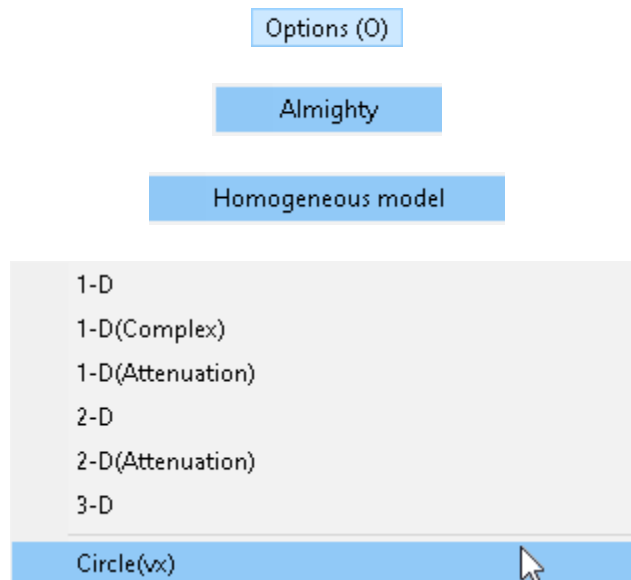 Options (O)
Almighty
Homogeneous model
1-D
1-D(Complex)
1-D(Attenuation)
2-D
2-D(Attenuation)
3-D
Circle(vx)